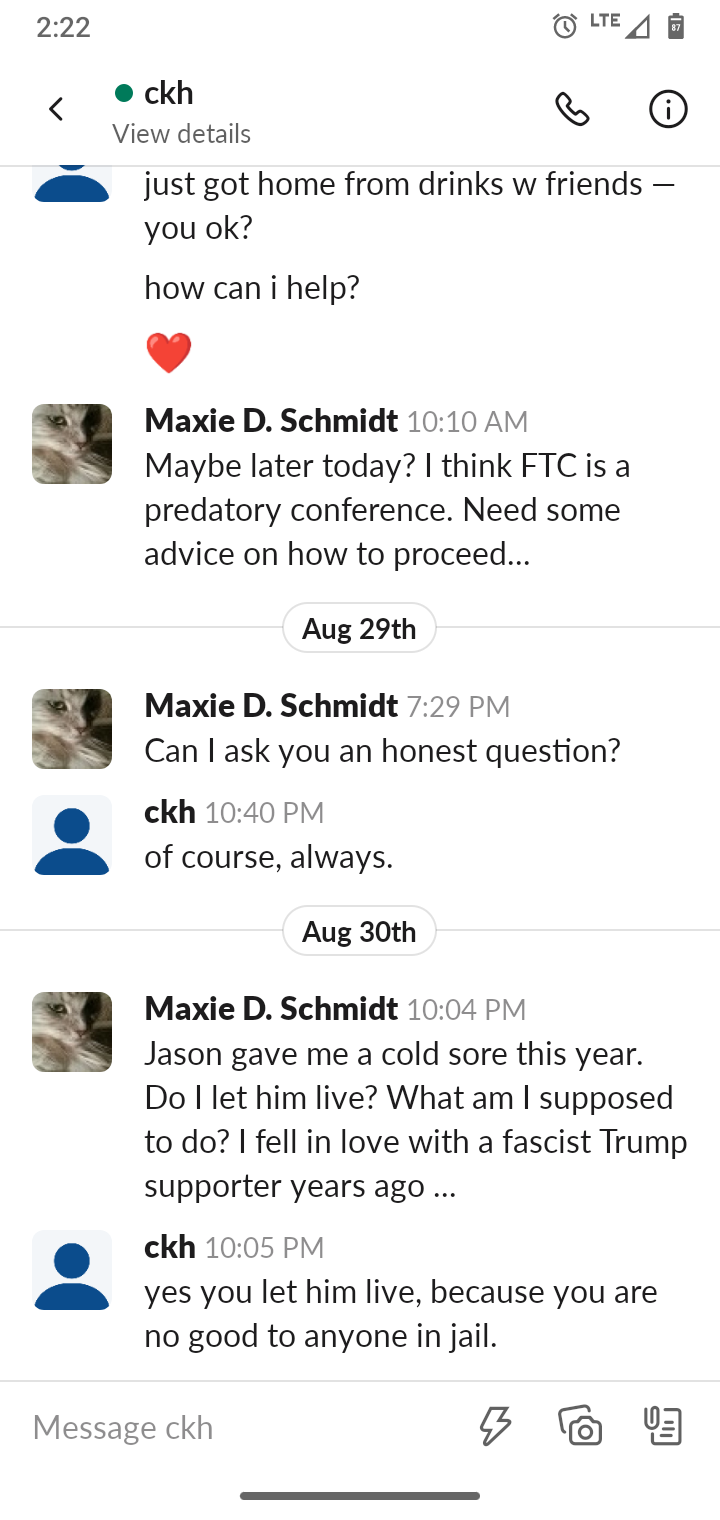 2:22
LTE
87
ckh
View details
just got home from drinks w friends —
you ok?
how can i help?
Maxie D. Schmidt 10:10 AM
Maybe later today? I think FTC is a
predatory conference. Need some
advice on how to proceed...
Aug 29th
Maxie D. Schmidt 7:29 PM
Can I ask you an honest question?
ckh 10:40 PM
of course, always.
Aug 30th
Maxie D. Schmidt 10:04 PM
Jason gave me a cold sore this year.
Do I let him live? What am I supposed
to do? I fell in love with a fascist Trump
supporter years ago ...
ckh 10:05 PM
yes you let him live, because you are
no good to anyone in jail.
Message ckh